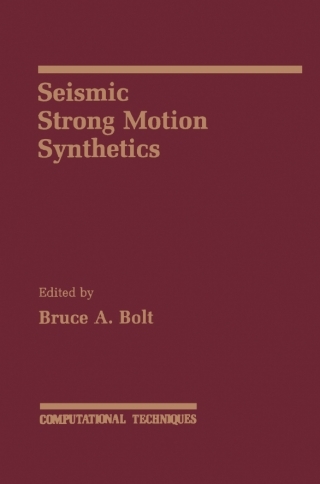 Seismic
Strong Motion
Synthetics
Edited by
Bruce A. Bolt
COMPUTATIONAL TECHNIQUES